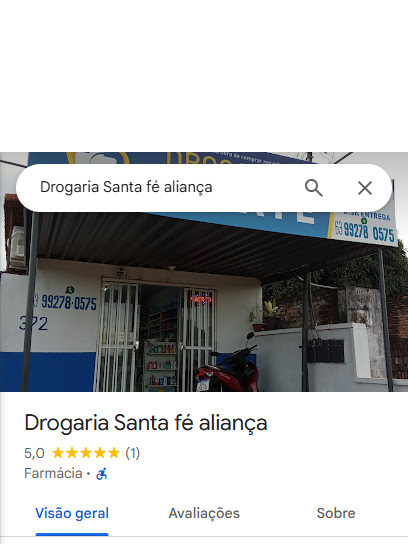 Drogaria Santa fé aliança
DISK ENTREGA
63 99278 0575
99278-0575
ABERTO
372
Drogaria Santa fé aliança
5,0 (1)
Farmácia ·
Visão geral
Avaliações
Sobre